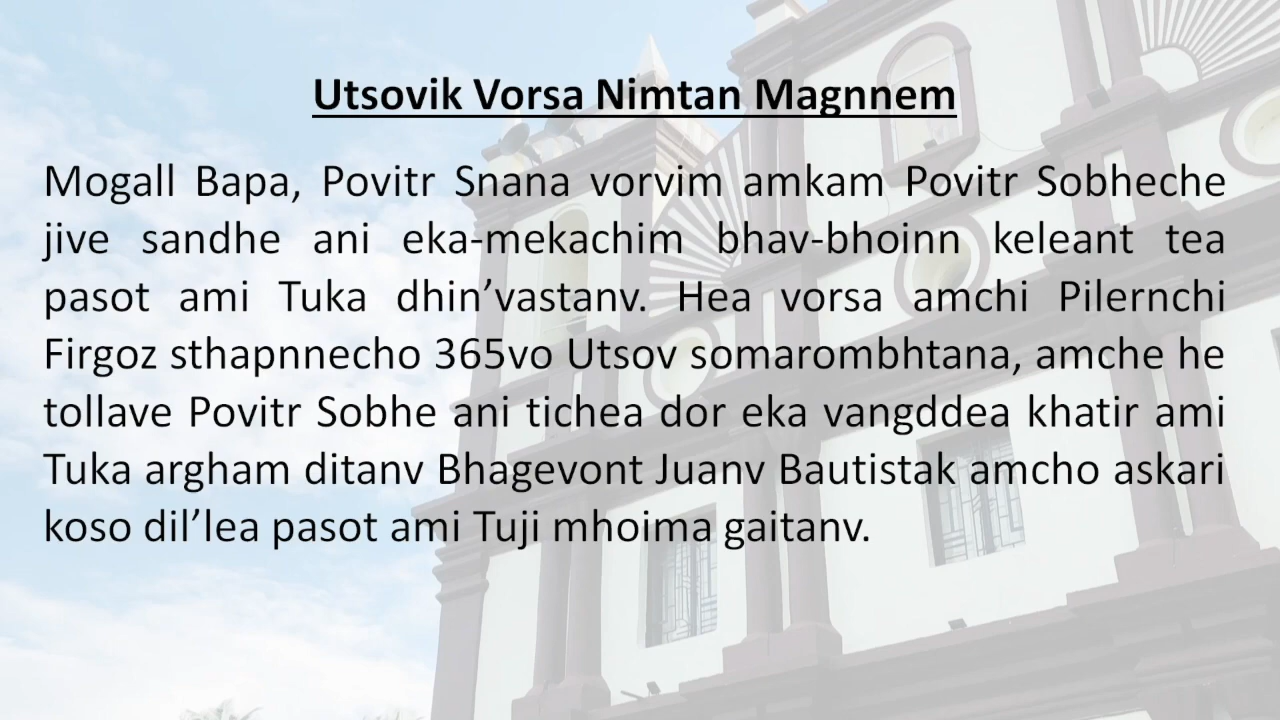 Utsovik Vorsa Nimtan Magnnem
Mogall Bapa, Povitr Snana vorvim amkam Povitr Sobheche
jive sandhe ani eka-mekachim bhav-bhoinn keleant tea
pasot ami Tuka dhin’vastanv. Hea vorsa amchi Pilernchi
Firgoz sthapnnecho 365vo Utsov somarombhtana, amche he
tollave Povitr Sobhe ani tichea dor eka vangddea khatir ami
Tuka argham ditanv Bhagevont Juanv Bautistak amcho askari
koso dil’lea pasot ami Tuji mhoima gaitanv.